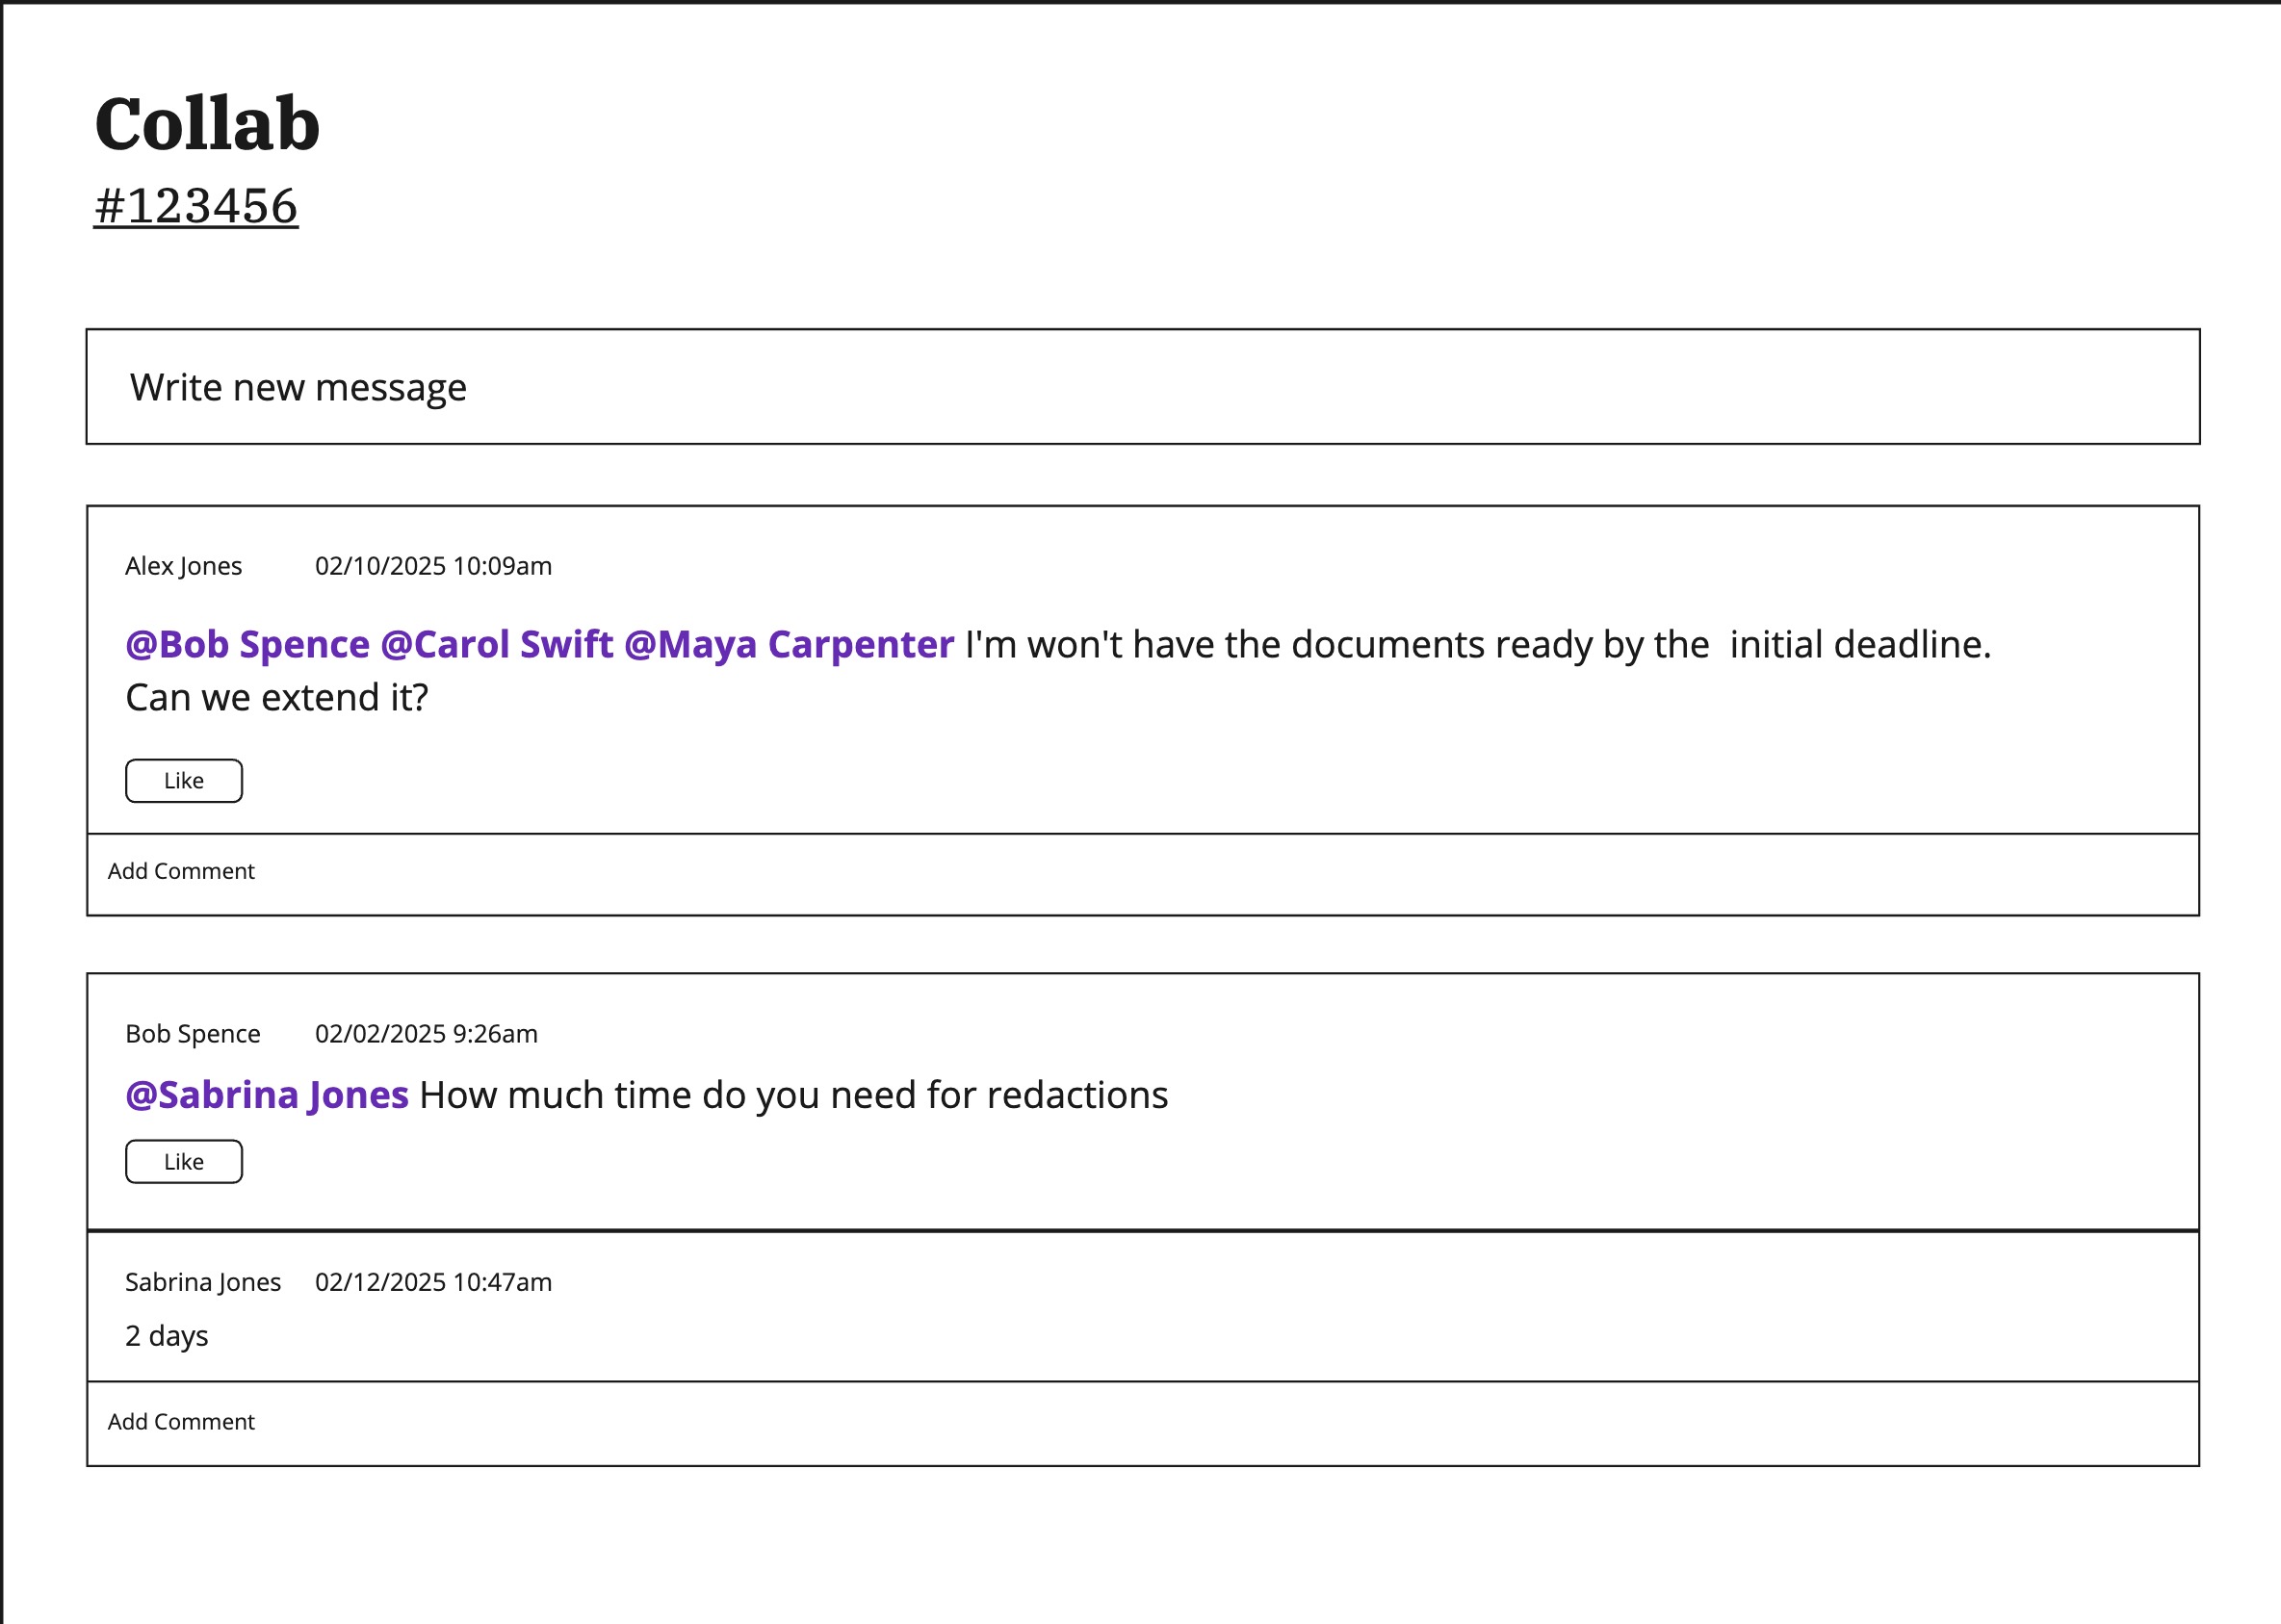 Collab
#123456
Write new message
Alex Jones 02/10/2025 10:09am
@Bob Spence @Carol Swift @Maya Carpenter I'm won't have the documents ready by the  initial deadline.
Can we extend it?
Like
Add Comment
Bob Spence 02/02/2025 9:26am
@Sabrina Jones How much time do you need for redactions
Like
Sabrina Jones 02/12/2025 10:47am
2 days
Add Comment